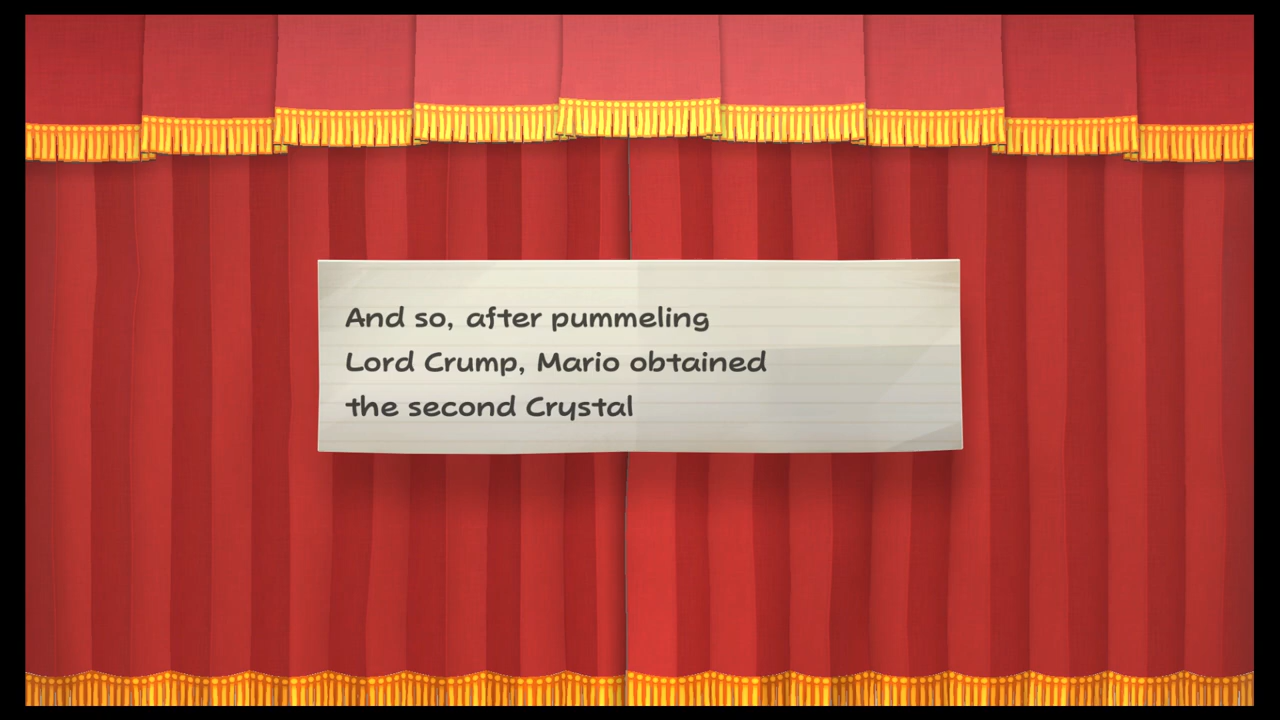 And so, after pummeling
Lord Crump, Mario obtained
the second Crystal